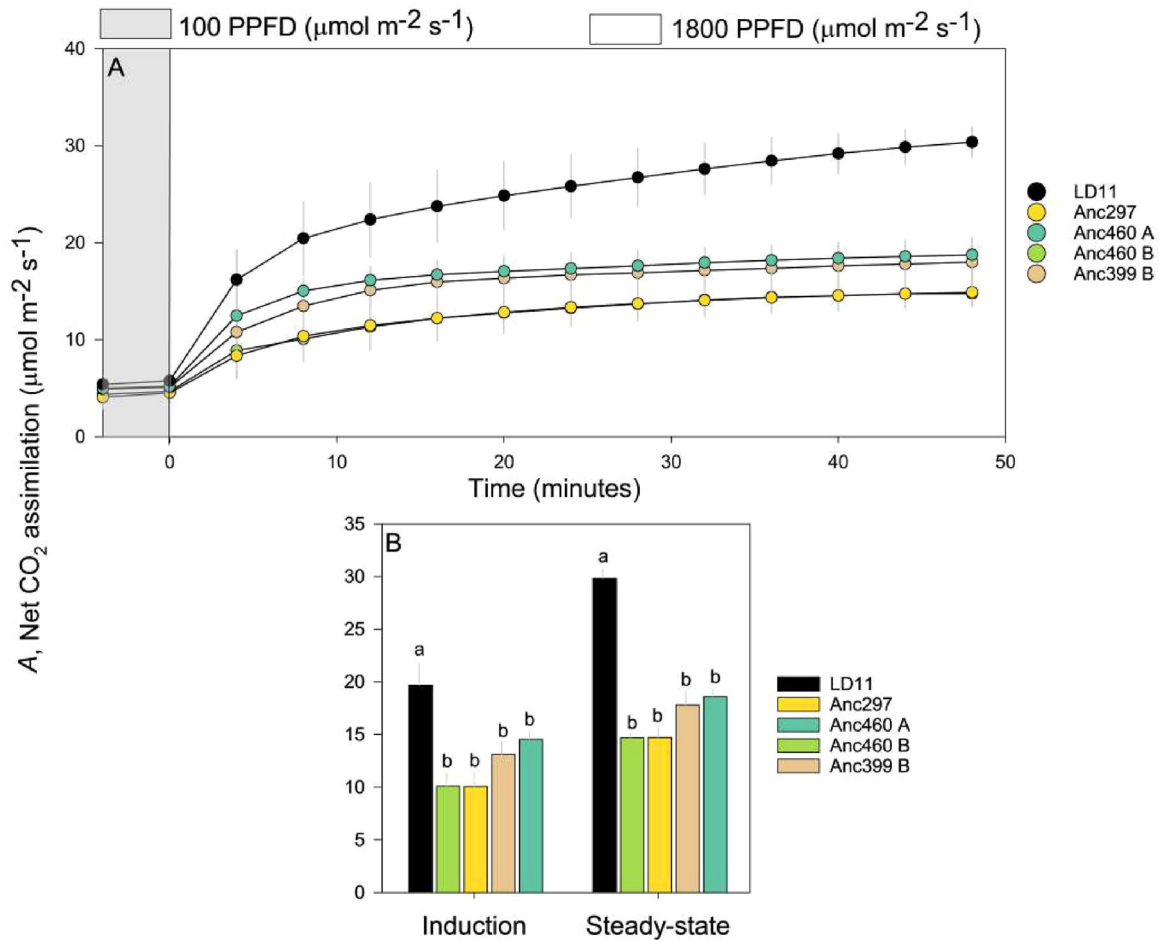 100 PPFD (μmol m-2 s-1)
1800 PPFD (μmol m-2 s-1)
A, Net CO2 assimilation (μmol m-2 s-1)
A
40
30
20
10
0
0
10
20
30
40
50
Time (minutes)
LD11
Anc297
Anc460 A
Anc460 B
Anc399 B
B
35
30
25
20
15
10
5
0
a
b
b
b
b
a
b
b
b
b
Induction
Steady-state
LD11
Anc297
Anc460 A
Anc460 B
Anc399 B